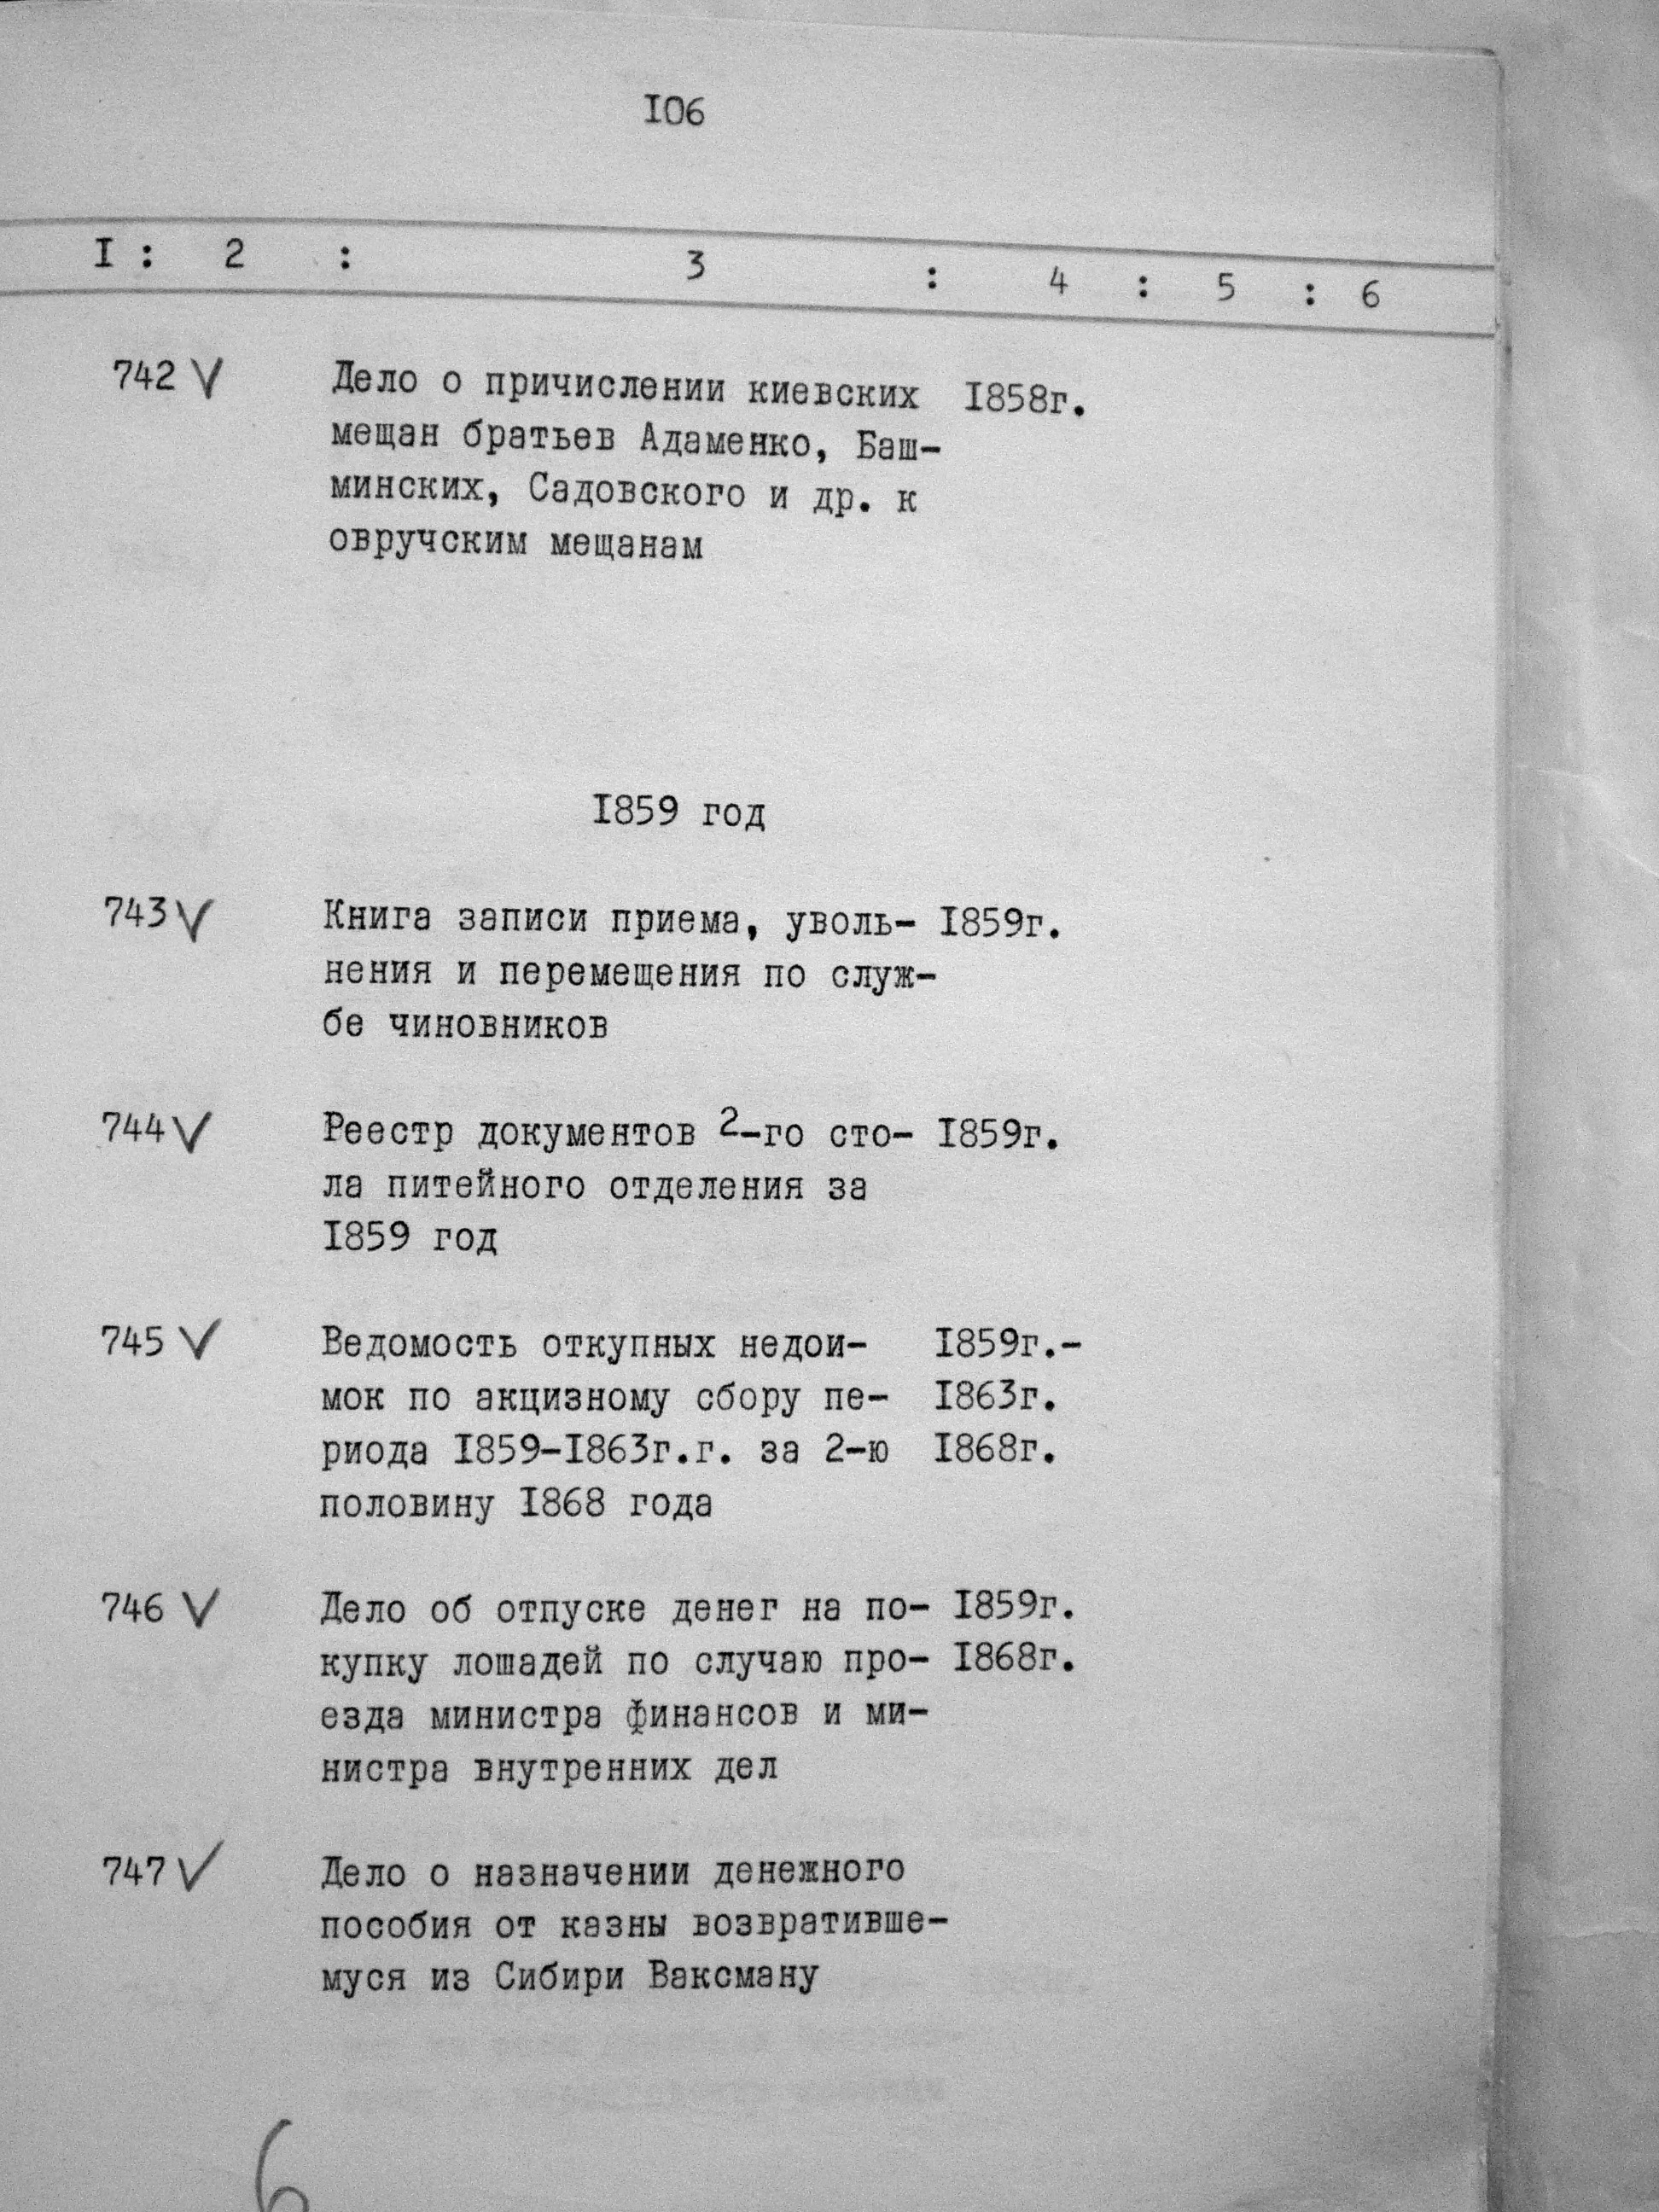 I06
I : 2 : 3 : 4 : 5 : 6
742 V Дело о причислении киевских I858г.
мещан братьев Адаменко, Баш-
минских, Садовского и др. к
овручским мещанам
I859 год
743 V Книга записи приема, уволь- I859г.
нения и перемещения по служ-
бе чиновников
744 V Реестр документов 2-го сто- I859г.
ла питейного отделения за
I859 год
745 V Ведомость откупных недои- I859г.-
мок по акцизному сбору пе- I863г.
риода I859-I863г.г. за 2-ю I868г.
половину I868 года
746 V Дело об отпуске денег на по- I859г.
купку лошадей по случаю про- I868г.
езда министра финансов и ми-
нистра внутренних дел
747 V Дело о назначении денежного
пособия от казны возвративше-
муся из Сибири Ваксману
6